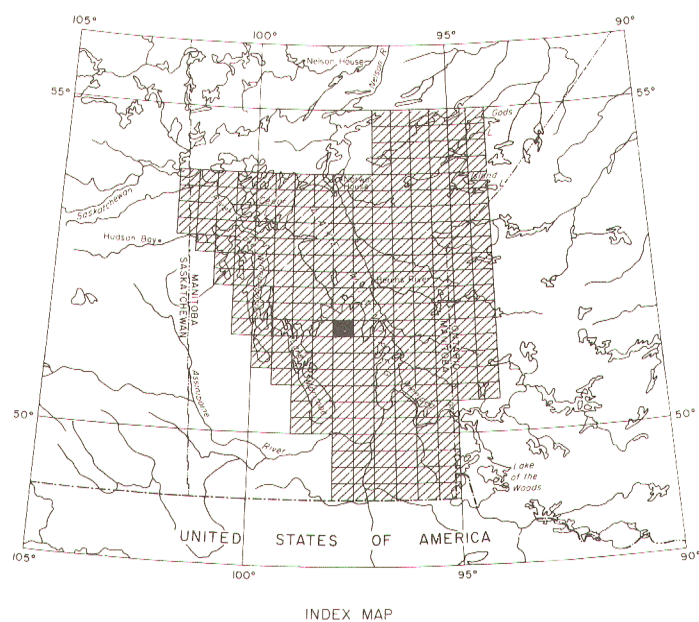 105° 100° 95° 90°
Nelson House
Nelson R.
55° 55°
Gods
L.
Norway
House
Island
L.
Saskatchewan
Cedar
Hudson Bay
Berens River
MANITOBA
SASKATCHEWAN
ONTARIO
MANITOBA
Assiniboine
River
50° 50°
Lake
of the
Woods
UNITED STATES OF AMERICA
105° 100° 95° 90°
INDEX MAP